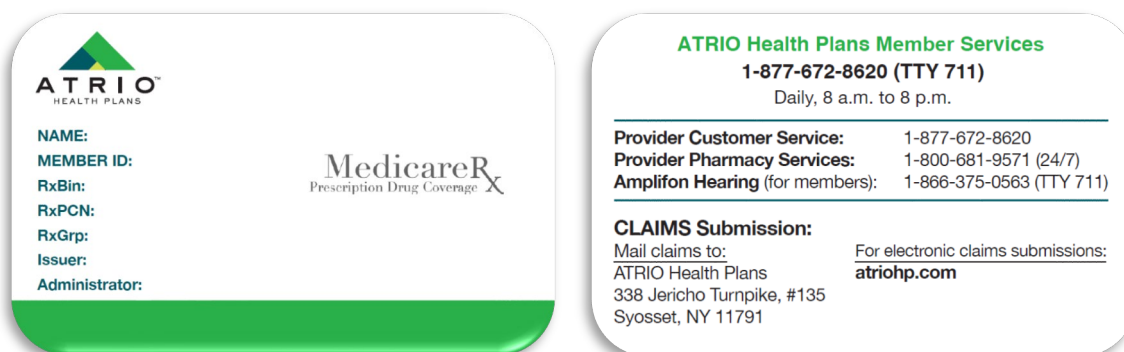 ATRIO™
HEALTH PLANS
NAME:
MEMBER ID:
RxBin:
RxPCN:
RxGrp:
Issuer:
Administrator:
MedicareRx
Prescription Drug Coverage
ATRIO Health Plans Member Services
1-877-672-8620 (TTY 711)
Daily, 8 a.m. to 8 p.m.
Provider Customer Service: 1-877-672-8620
Provider Pharmacy Services: 1-800-681-9571 (24/7)
Amplifon Hearing (for members): 1-866-375-0563 (TTY 711)
CLAIMS Submission:
Mail claims to:
ATRIO Health Plans
338 Jericho Turnpike, #135
Syosset, NY 11791
For electronic claims submissions:
atriohp.com